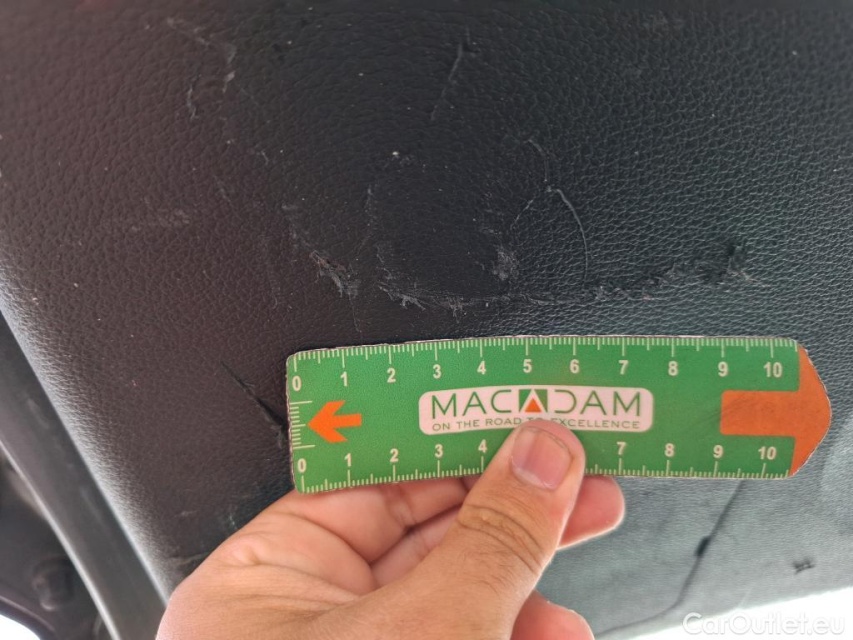 0 1 2 3 4 5 6 7 8 9 10
MACADAM
ON THE ROAD TO EXCELLENCE
0 1 2 3 4 7 8 9 10
CarOutlet.eu